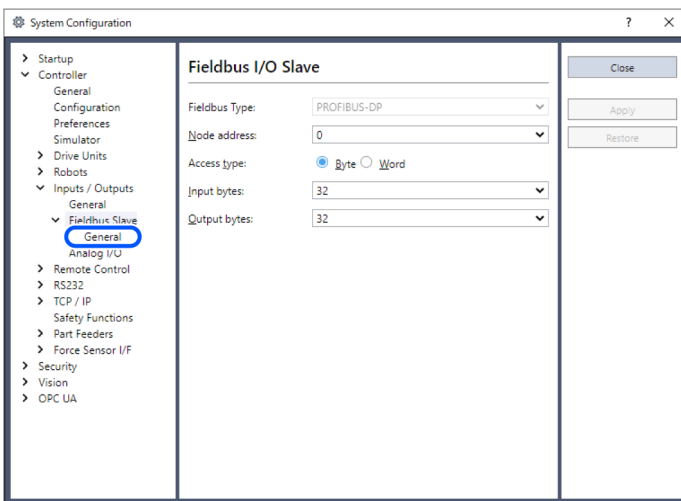 System Configuration
?
Startup
Controller
General
Configuration
Preferences
Simulator
Drive Units
Robots
Inputs / Outputs
General
Fieldbus Slave
General
Analog I/O
Remote Control
RS232
TCP / IP
Safety Functions
Part Feeders
Force Sensor I/F
Security
Vision
OPC UA
Fieldbus I/O Slave
Fieldbus Type: PROFIBUS-DP
Node address: 0
Access type: Byte Word
Input bytes: 32
Output bytes: 32
Close
Apply
Restore